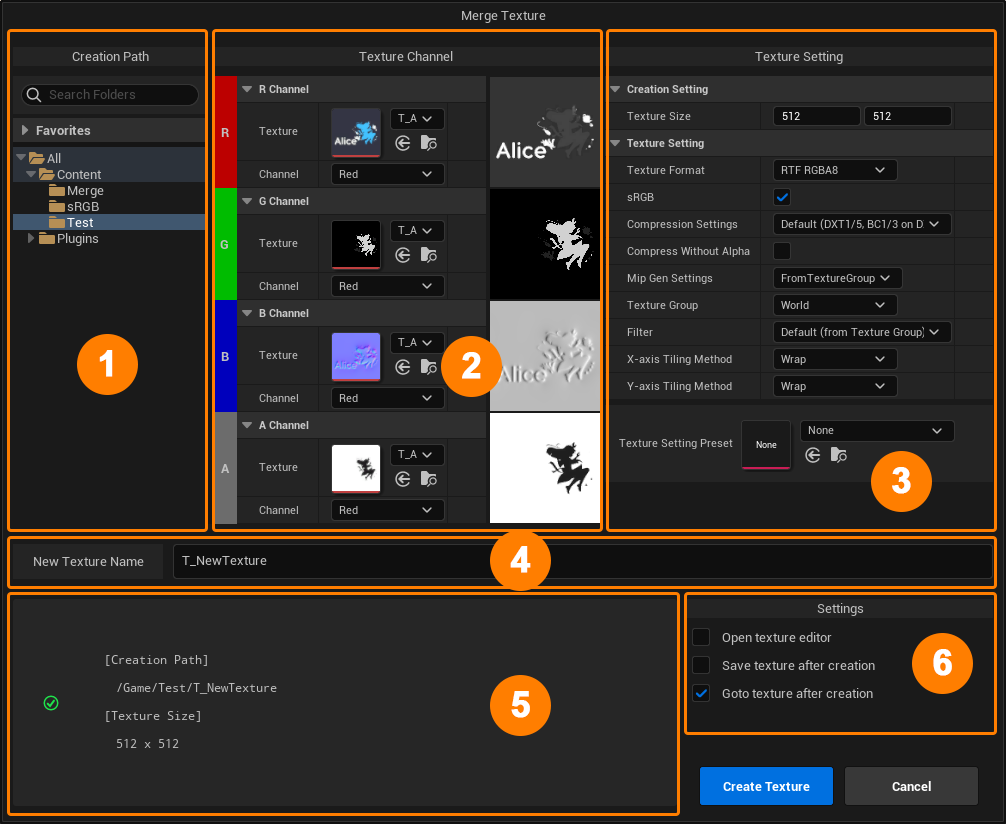 Merge Texture
Creation Path
Search Folders
Favorites
All
Content
Merge
sRGB
Test
Plugins
1
Texture Channel
R
R Channel
Texture
Alice
T_A
Channel
Red
Alice
G
G Channel
Texture
T_A
Channel
Red
B
B Channel
Texture
Alice
T_A
Channel
Red
Alice
2
A
A Channel
Texture
T_A
Channel
Red
Texture Setting
Creation Setting
Texture Size 512 512
Texture Setting
Texture Format RTF RGBA8
sRGB
Compression Settings Default (DXT1/5, BC1/3 on D
Compress Without Alpha
Mip Gen Settings FromTextureGroup
Texture Group World
Filter Default (from Texture Group)
X-axis Tiling Method Wrap
Y-axis Tiling Method Wrap
Texture Setting Preset None None
3
New Texture Name T_NewTexture
4
[Creation Path]
/Game/Test/T_NewTexture
[Texture Size]
512 x 512
5
Settings
Open texture editor
Save texture after creation
Goto texture after creation
6
Create Texture Cancel